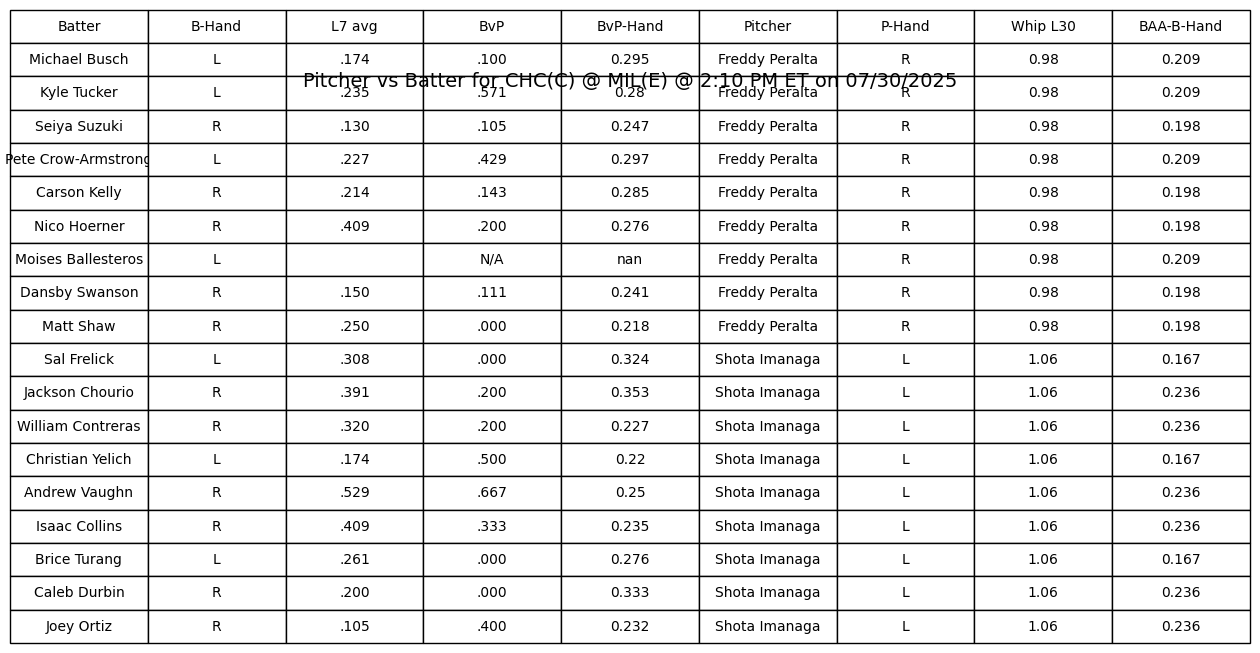 Batter B-Hand L7 avg BvP BvP-Hand Pitcher P-Hand Whip L30 BAA-B-Hand
Michael Busch L .174 .100 0.295 Freddy Peralta R 0.98 0.209
Pitcher vs Batter for CHC(C) @ MIL(E) @ 2:10 PM ET on 07/30/2025
Kyle Tucker L .235 .571 0.28 Freddy Peralta R 0.98 0.209
Seiya Suzuki R .130 .105 0.247 Freddy Peralta R 0.98 0.198
Pete Crow-Armstrong L .227 .429 0.297 Freddy Peralta R 0.98 0.209
Carson Kelly R .214 .143 0.285 Freddy Peralta R 0.98 0.198
Nico Hoerner R .409 .200 0.276 Freddy Peralta R 0.98 0.198
Moises Ballesteros L N/A nan Freddy Peralta R 0.98 0.209
Dansby Swanson R .150 .111 0.241 Freddy Peralta R 0.98 0.198
Matt Shaw R .250 .000 0.218 Freddy Peralta R 0.98 0.198
Sal Frelick L .308 .000 0.324 Shota Imanaga L 1.06 0.167
Jackson Chourio R .391 .200 0.353 Shota Imanaga L 1.06 0.236
William Contreras R .320 .200 0.227 Shota Imanaga L 1.06 0.236
Christian Yelich L .174 .500 0.22 Shota Imanaga L 1.06 0.167
Andrew Vaughn R .529 .667 0.25 Shota Imanaga L 1.06 0.236
Isaac Collins R .409 .333 0.235 Shota Imanaga L 1.06 0.236
Brice Turang L .261 .000 0.276 Shota Imanaga L 1.06 0.167
Caleb Durbin R .200 .000 0.333 Shota Imanaga L 1.06 0.236
Joey Ortiz R .105 .400 0.232 Shota Imanaga L 1.06 0.236